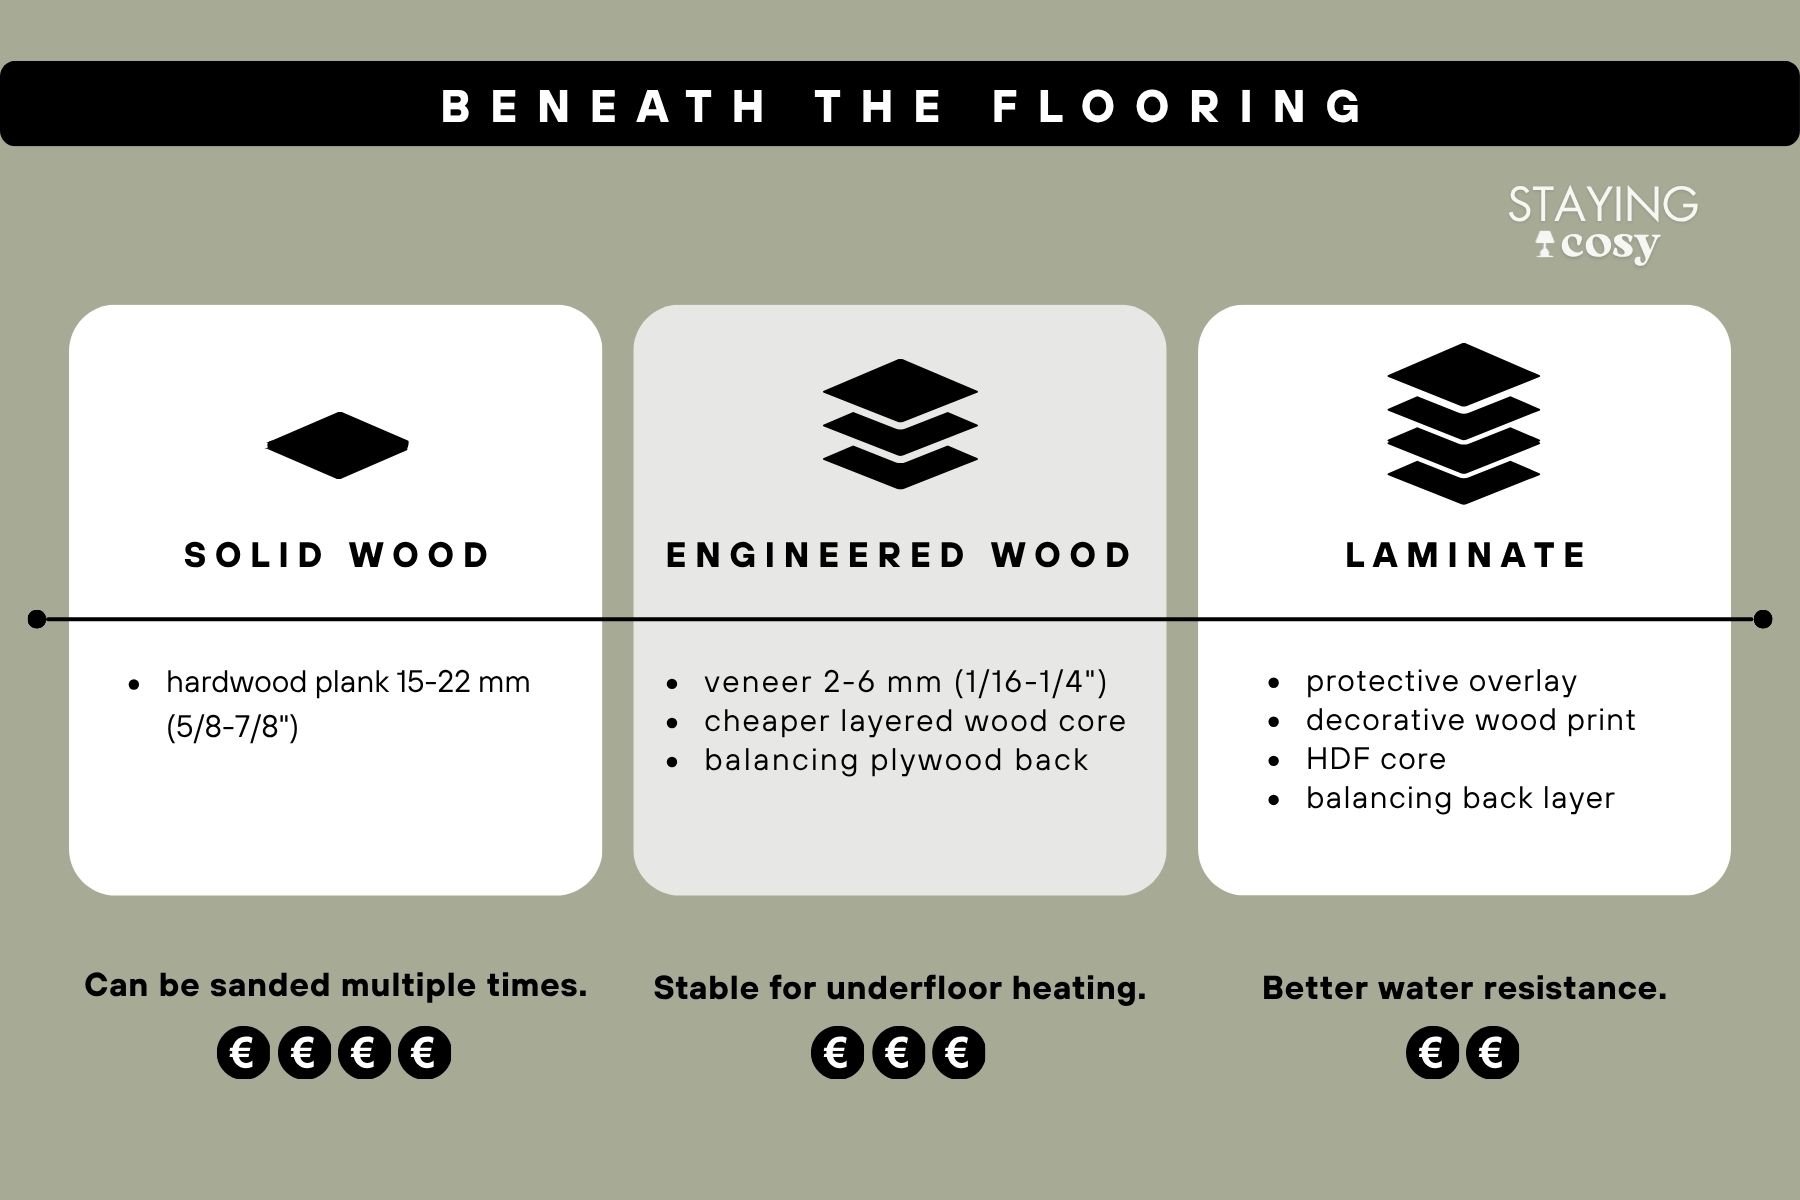 BENEATH THE FLOORING
STAYING
cosy
SOLID WOOD
• hardwood plank 15-22 mm
(5/8-7/8")
ENGINEERED WOOD
• veneer 2-6 mm (1/16-1/4")
• cheaper layered wood core
• balancing plywood back
LAMINATE
• protective overlay
• decorative wood print
• HDF core
• balancing back layer
Can be sanded multiple times.
€ € € €
Stable for underfloor heating.
€ € €
Better water resistance.
€ €